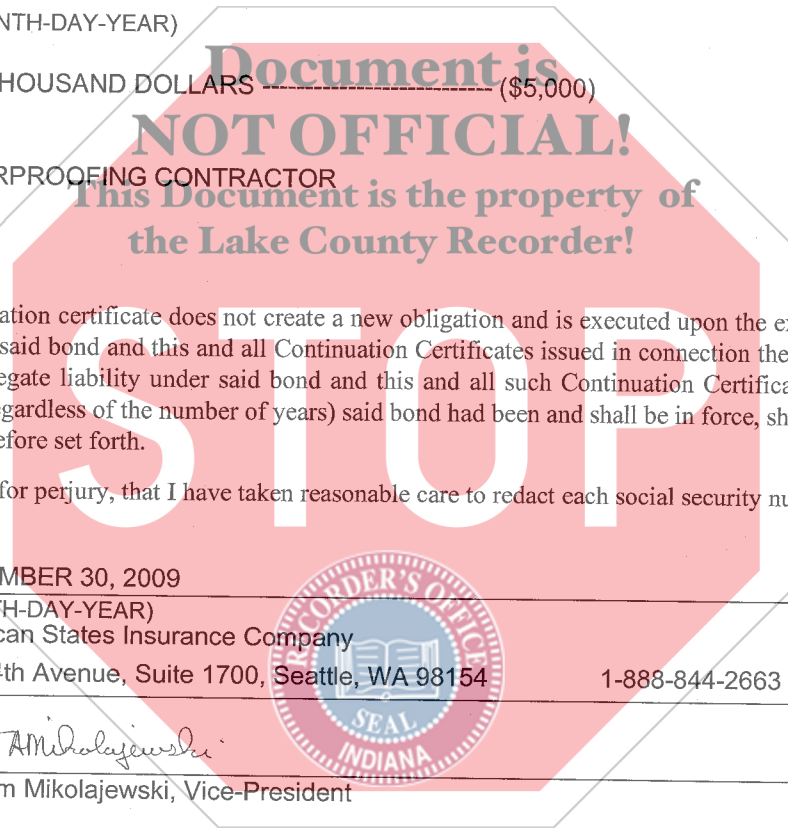 NTH-DAY-YEAR)
Document is
HOUSAND DOLLARS -------------------------- ($5,000)
NOT OFFICIAL!
RPROOFING CONTRACTOR
This Document is the property of
the Lake County Recorder!
STOP
ation certificate does not create a new obligation and is executed upon the e
said bond and this and all Continuation Certificates issued in connection the
egate liability under said bond and this and all such Continuation Certifica
egardless of the number of years) said bond had been and shall be in force, sh
efore set forth.
for perjury, that I have taken reasonable care to redact each social security nu
MBER 30, 2009
TH-DAY-YEAR)
can States Insurance Company
4th Avenue, Suite 1700, Seattle, WA 98154 1-888-844-2663
RECORDER'S OFFICE
SEAL
INDIANA
AMikolajewski
m Mikolajewski, Vice-President